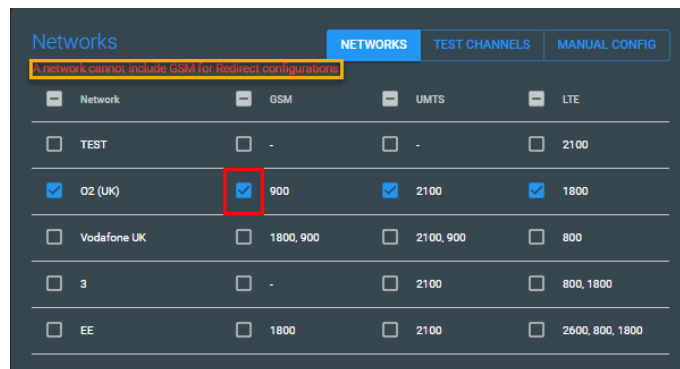 Networks NETWORKS TEST CHANNELS MANUAL CONFIG
A network cannot include GSM for Redirect configurations
Network GSM UMTS LTE
TEST - - 2100
O2 (UK) 900 2100 1800
Vodafone UK 1800, 900 2100, 900 800
3 - 2100 800, 1800
EE 1800 2100 2600, 800, 1800